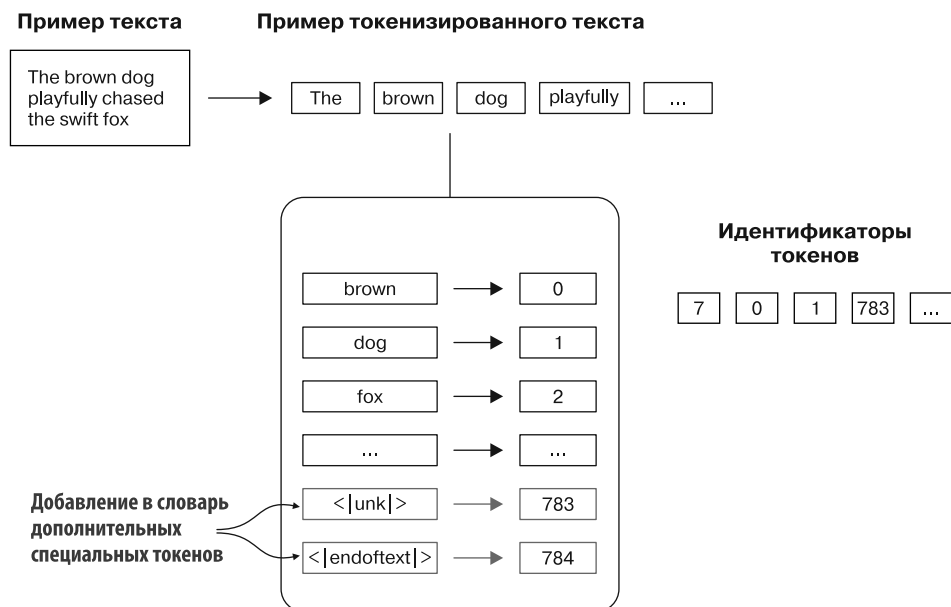 Пример текста
Пример токенизированного текста
The brown dog
playfully chased
the swift fox
The
brown
dog
playfully
...
Идентификаторы
токенов
7
0
1
783
...
brown
0
dog
1
fox
2
...
...
<|unk|>
783
<|endoftext|>
784
Добавление в словарь
дополнительных
специальных токенов